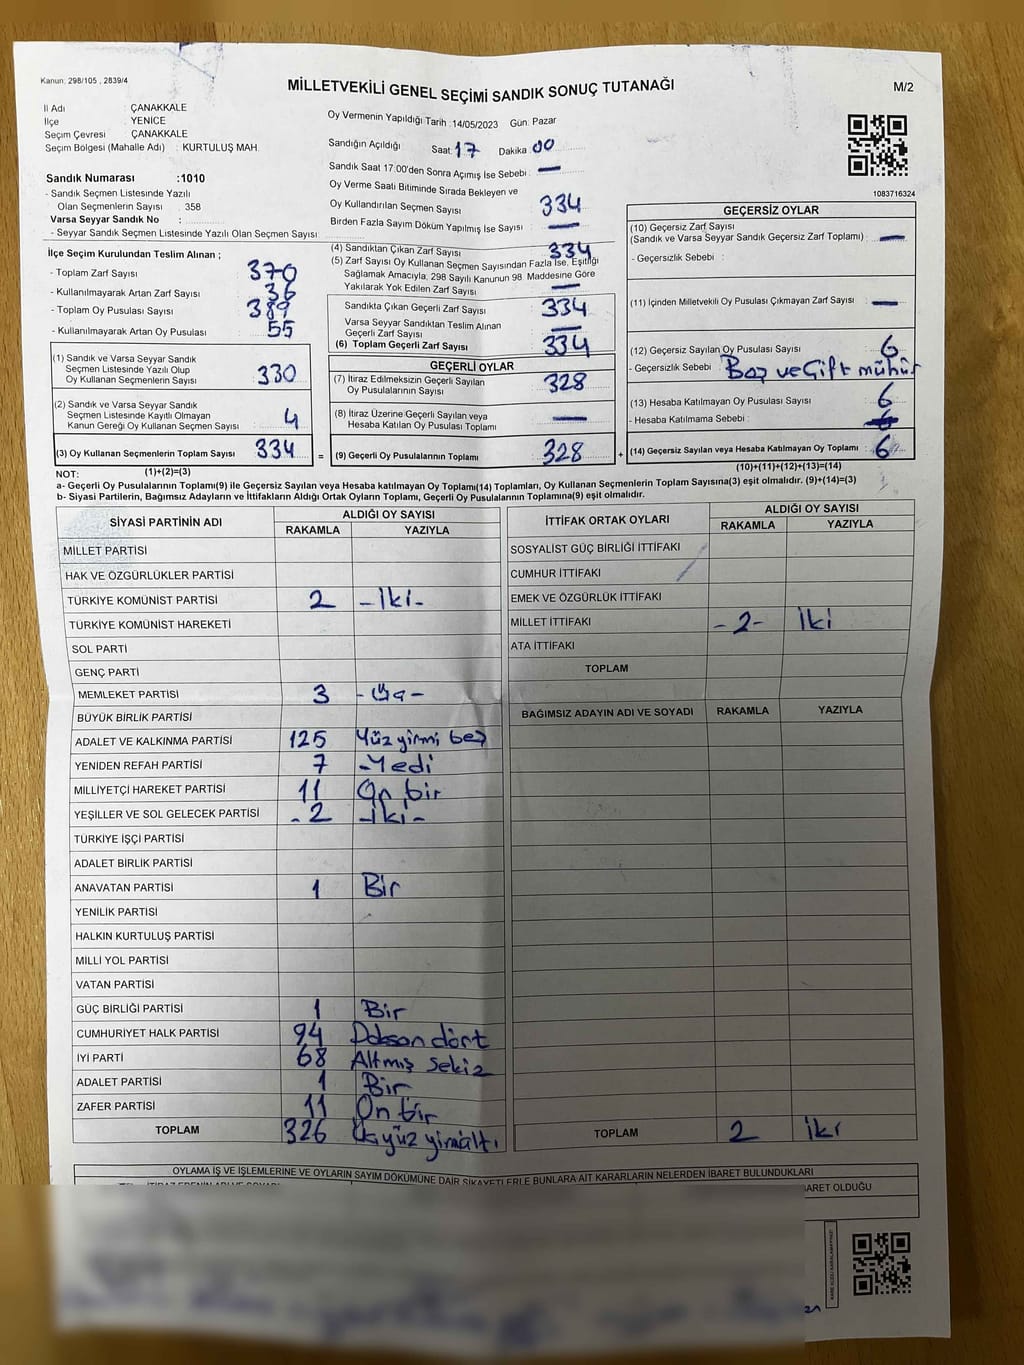 Kanun: 298/105 , 2839/4
MİLLETVEKİLİ GENEL SEÇİMİ SANDIK SONUÇ TUTANAĞI
M/2
İl Adı : ÇANAKKALE
İlçe : YENİCE
Seçim Çevresi : ÇANAKKALE
Seçim Bölgesi (Mahalle Adı) : KURTULUŞ MAH.
Sandık Numarası :1010
- Sandık Seçmen Listesinde Yazılı
Olan Seçmenlerin Sayısı : 358
Varsa Seyyar Sandık No :
- Seyyar Sandık Seçmen Listesinde Yazılı Olan Seçmen Sayısı:
Oy Vermenin Yapıldığı Tarih :14/05/2023 Gün: Pazar
Sandığın Açıldığı Saat: 17 Dakika: 00
Sandık Saat 17:00'den Sonra Açımış İse Sebebi : —
Oy Verme Saati Bitiminde Sırada Bekleyen ve
Oy Kullandırılan Seçmen Sayısı : 334
Birden Fazla Sayım Döküm Yapılmış İse Sayısı : —
1083716324
İlçe Seçim Kurulundan Teslim Alınan ;
- Toplam Zarf Sayısı : 370
- Kullanılmayarak Artan Zarf Sayısı : 36
- Toplam Oy Pusulası Sayısı : 389
- Kullanılmayarak Artan Oy Pusulası : 55
(1) Sandık ve Varsa Seyyar Sandık
Seçmen Listesinde Yazılı Olup
Oy Kullanan Seçmenlerin Sayısı : 330
(2) Sandık ve Varsa Seyyar Sandık
Seçmen Listesinde Kayıtlı Olmayan
Kanun Gereği Oy Kullanan Seçmen Sayısı : 4
(3) Oy Kullanan Seçmenlerin Toplam Sayısı : 334
(1)+(2)=(3)
(4) Sandıktan Çıkan Zarf Sayısı : 334
(5) Zarf Sayısı Oy Kullanan Seçmen Sayısından Fazla İse, Eşitliği
Sağlamak Amacıyla, 298 Sayılı Kanunun 98. Maddesine Göre
Yakılarak Yok Edilen Zarf Sayısı : —
Sandıkta Çıkan Geçerli Zarf Sayısı : 334
Varsa Seyyar Sandıktan Teslim Alınan
Geçerli Zarf Sayısı : —
(6) Toplam Geçerli Zarf Sayısı : 334
GEÇERLİ OYLAR
(7) İtiraz Edilmeksizin Geçerli Sayılan
Oy Pusulalarının Sayısı : 328
(8) İtiraz Üzerine Geçerli Sayılan veya
Hesaba Katılan Oy Pusulaları Toplamı : —
= (9) Geçerli Oy Pusulalarının Toplamı : 328
GEÇERSİZ OYLAR
(10) Geçersiz Zarf Sayısı
(Sandık ve Varsa Seyyar Sandık Geçersiz Zarf Toplamı) : —
- Geçersizlik Sebebi :
(11) İçinden Milletvekili Oy Pusulası Çıkmayan Zarf Sayısı : —
(12) Geçersiz Sayılan Oy Pusulası Sayısı : 6
- Geçersizlik Sebebi : Boş ve Çift mühür
(13) Hesaba Katılmayan Oy Pusulası Sayısı : 6
- Hesaba Katılmama Sebebi :
+ (14) Geçersiz Sayılan veya Hesaba Katılmayan Oy Toplamı : 6
(10)+(11)+(12)+(13)=(14)
NOT:
a- Geçerli Oy Pusulalarının Toplamı(9) ile Geçersiz Sayılan veya Hesaba katılmayan Oy Toplamı(14) Toplamları, Oy Kullanan Seçmenlerin Toplam Sayısına(3) eşit olmalıdır. (9)+(14)=(3)
b- Siyasi Partilerin, Bağımsız Adayların ve İttifakların Aldığı Ortak Oyların Toplamı, Geçerli Oy Pusulalarının Toplamına(9) eşit olmalıdır.
SİYASİ PARTİNİN ADI ALDIĞI OY SAYISI
RAKAMLA YAZIYLA
MİLLET PARTİSİ
HAK VE ÖZGÜRLÜKLER PARTİSİ
TÜRKİYE KOMÜNİST PARTİSİ 2 -İki-
TÜRKİYE KOMÜNİST HAREKETİ
SOL PARTİ
GENÇ PARTİ
MEMLEKET PARTİSİ 3 -Üç-
BÜYÜK BİRLİK PARTİSİ
ADALET VE KALKINMA PARTİSİ 125 Yüz yirmi beş
YENİDEN REFAH PARTİSİ 7 -Yedi
MİLLİYETÇİ HAREKET PARTİSİ 11 On bir
YEŞİLLER VE SOL GELECEK PARTİSİ -2 -İki-
TÜRKİYE İŞÇİ PARTİSİ
ADALET BİRLİK PARTİSİ
ANAVATAN PARTİSİ 1 Bir
YENİLİK PARTİSİ
HALKIN KURTULUŞ PARTİSİ
MİLLİ YOL PARTİSİ
VATAN PARTİSİ
GÜÇ BİRLİĞİ PARTİSİ 1 Bir
CUMHURİYET HALK PARTİSİ 94 Doksan dört
İYİ PARTİ 68 Altmış sekiz
ADALET PARTİSİ 1 Bir
ZAFER PARTİSİ 11 On bir
TOPLAM 326 Üçyüz yirmialtı
İTTİFAK ORTAK OYLARI ALDIĞI OY SAYISI
RAKAMLA YAZIYLA
SOSYALİST GÜÇ BİRLİĞİ İTTİFAKI
CUMHUR İTTİFAKI
EMEK VE ÖZGÜRLÜK İTTİFAKI
MİLLET İTTİFAKI -2- İki
ATA İTTİFAKI
TOPLAM
BAĞIMSIZ ADAYIN ADI VE SOYADI RAKAMLA YAZIYLA
TOPLAM 2 İki
OYLAMA İŞ VE İŞLEMLERİNE VE OYLARIN SAYIM DÖKÜMÜNE DAİR ŞİKAYETLERLE BUNLARA AİT KARARLARIN NELERDEN İBARET BULUNDUKLARI
OLDUĞU